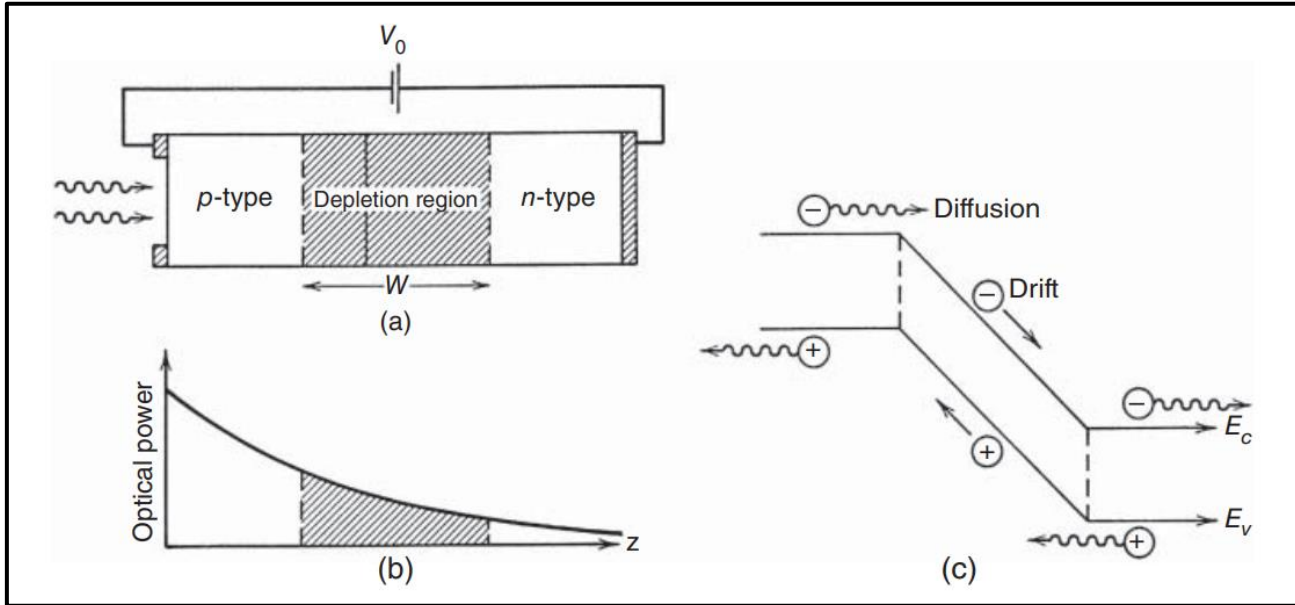 V0
p-type
Depletion region
n-type
W
(a)
Optical power
z
(b)
− Diffusion
− Drift
+
−
Ec
+
Ev
+
(c)